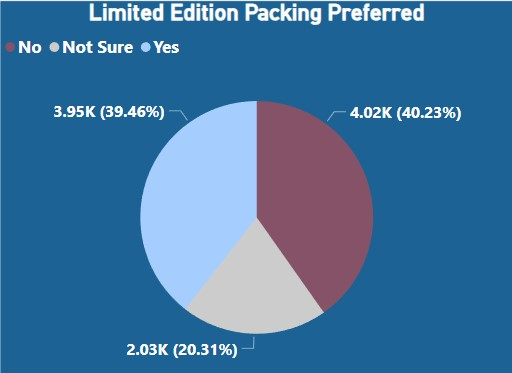 Limited Edition Packing Preferred
No Not Sure Yes
3.95K (39.46%)
4.02K (40.23%)
2.03K (20.31%)